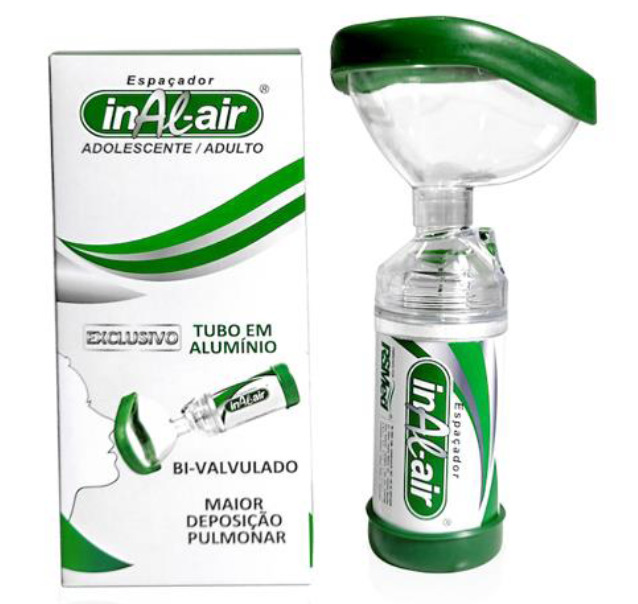 Espaçador
inAl-air®
ADOLESCENTE / ADULTO
EXCLUSIVO
TUBO EM
ALUMÍNIO
inAl-air
BI-VALVULADO
MAIOR
DEPOSIÇÃO
PULMONAR
Espaçador
inAl-air®
RSMed